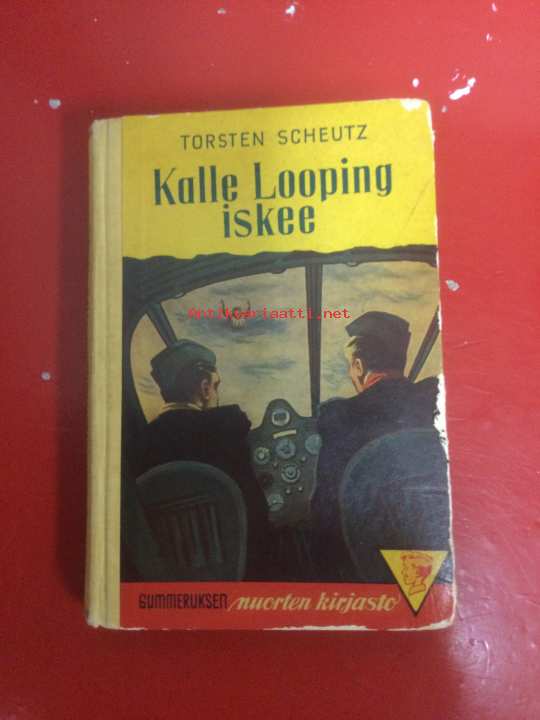 TORSTEN SCHEUTZ
Kalle Looping
iskee
Antikvariaatti.net
GUMMERUKSEN nuorten kirjasto